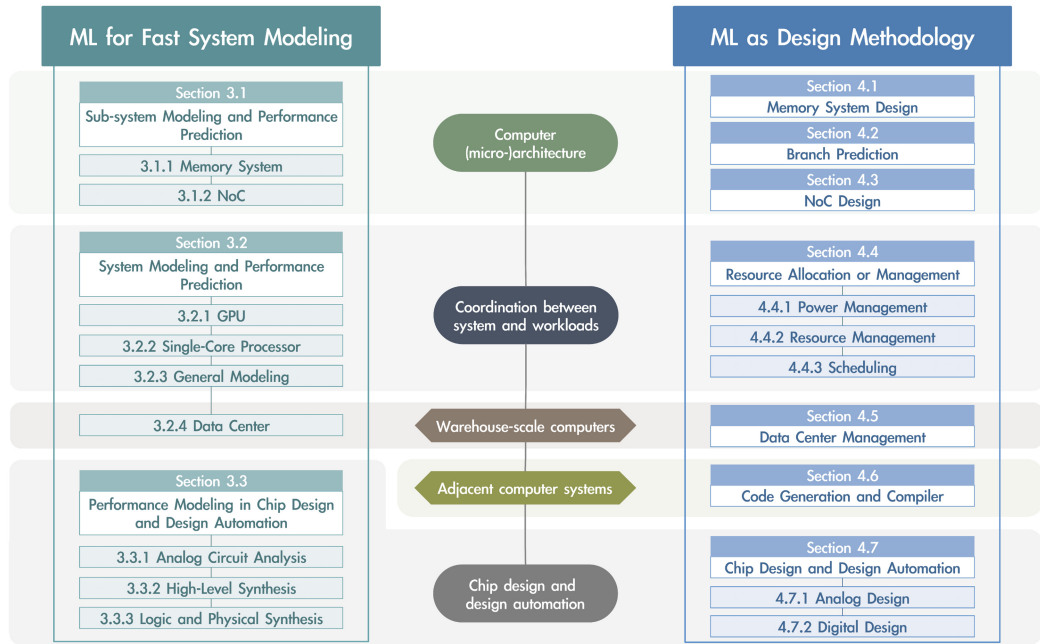 ML for Fast System Modeling
Section 3.1
Sub-system Modeling and Performance
Prediction
3.1.1 Memory System
3.1.2 NoC
Section 3.2
System Modeling and Performance
Prediction
3.2.1 GPU
3.2.2 Single-Core Processor
3.2.3 General Modeling
3.2.4 Data Center
Section 3.3
Performance Modeling in Chip Design
and Design Automation
3.3.1 Analog Circuit Analysis
3.3.2 High-Level Synthesis
3.3.3 Logic and Physical Synthesis
Computer
(micro-)architecture
Coordination between
system and workloads
Warehouse-scale computers
Adjacent computer systems
Chip design and
design automation
ML as Design Methodology
Section 4.1
Memory System Design
Section 4.2
Branch Prediction
Section 4.3
NoC Design
Section 4.4
Resource Allocation or Management
4.4.1 Power Management
4.4.2 Resource Management
4.4.3 Scheduling
Section 4.5
Data Center Management
Section 4.6
Code Generation and Compiler
Section 4.7
Chip Design and Design Automation
4.7.1 Analog Design
4.7.2 Digital Design